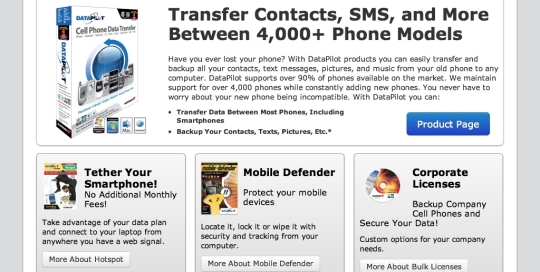 DATAPILOT
Cell Phone Data Transfer
Transfer Contacts, SMS, and More
Between 4,000+ Phone Models
Have you ever lost your phone? With DataPilot products you can easily transfer and
backup all your contacts, text messages, pictures, and music from your old phone to any
computer. DataPilot supports over 90% of phones available on the market. We maintain
support for over 4,000 phones while constantly adding new phones. You never have to
worry about your new phone being incompatible. With DataPilot you can:
Transfer Data Between Most Phones, Including
Smartphones
Backup Your Contacts, Texts, Pictures, Etc.*
Product Page
Tether Your
Smartphone!
No Additional Monthly
Fees!
Take advantage of your data plan
and connect to your laptop from
anywhere you have a web signal.
More About Hotspot
Mobile Defender
Protect your mobile
devices
Locate it, lock it or wipe it with
security and tracking from your
computer.
More About Mobile Defender
Corporate
Licenses
Backup Company
Cell Phones and
Secure Your Data!
Custom options for your company
needs.
More About Bulk Licenses